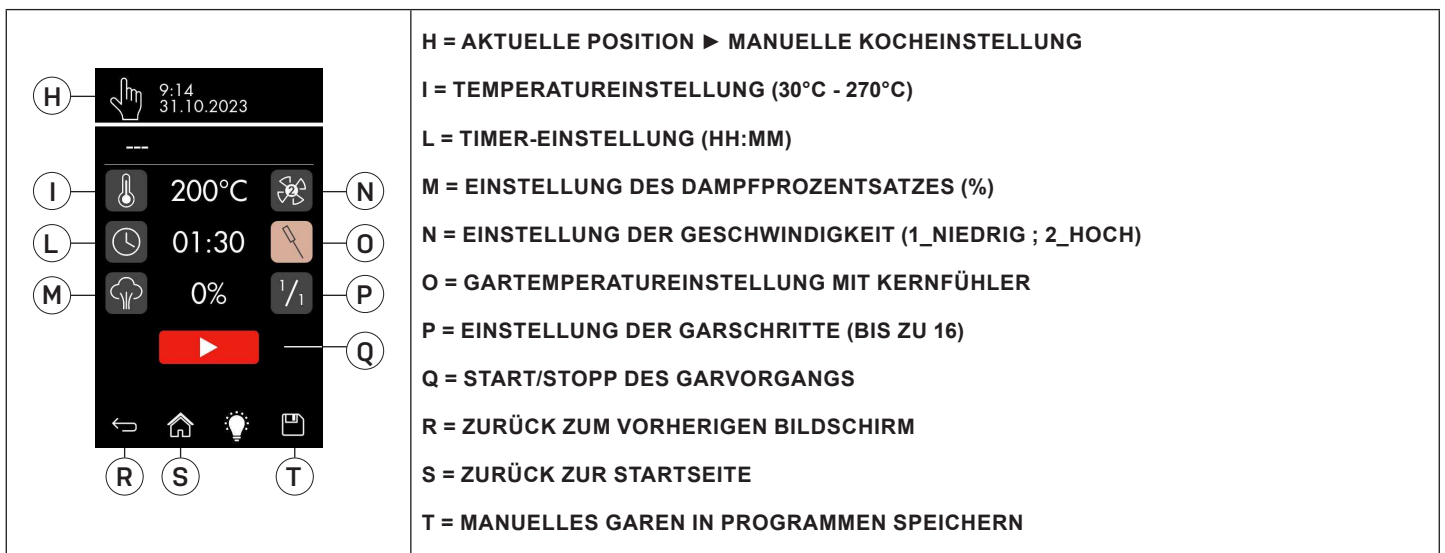 H
9:14
31.10.2023
---
I
200°C
2
N
L
01:30
O
M
0%
1/1
P
Q
R
S
T
H = AKTUELLE POSITION ► MANUELLE KOCHEINSTELLUNG
I = TEMPERATUREINSTELLUNG (30°C - 270°C)
L = TIMER-EINSTELLUNG (HH:MM)
M = EINSTELLUNG DES DAMPFPROZENTSATZES (%)
N = EINSTELLUNG DER GESCHWINDIGKEIT (1_NIEDRIG ; 2_HOCH)
O = GARTEMPERATUREINSTELLUNG MIT KERNFÜHLER
P = EINSTELLUNG DER GARSCHRITTE (BIS ZU 16)
Q = START/STOPP DES GARVORGANGS
R = ZURÜCK ZUM VORHERIGEN BILDSCHIRM
S = ZURÜCK ZUR STARTSEITE
T = MANUELLES GAREN IN PROGRAMMEN SPEICHERN